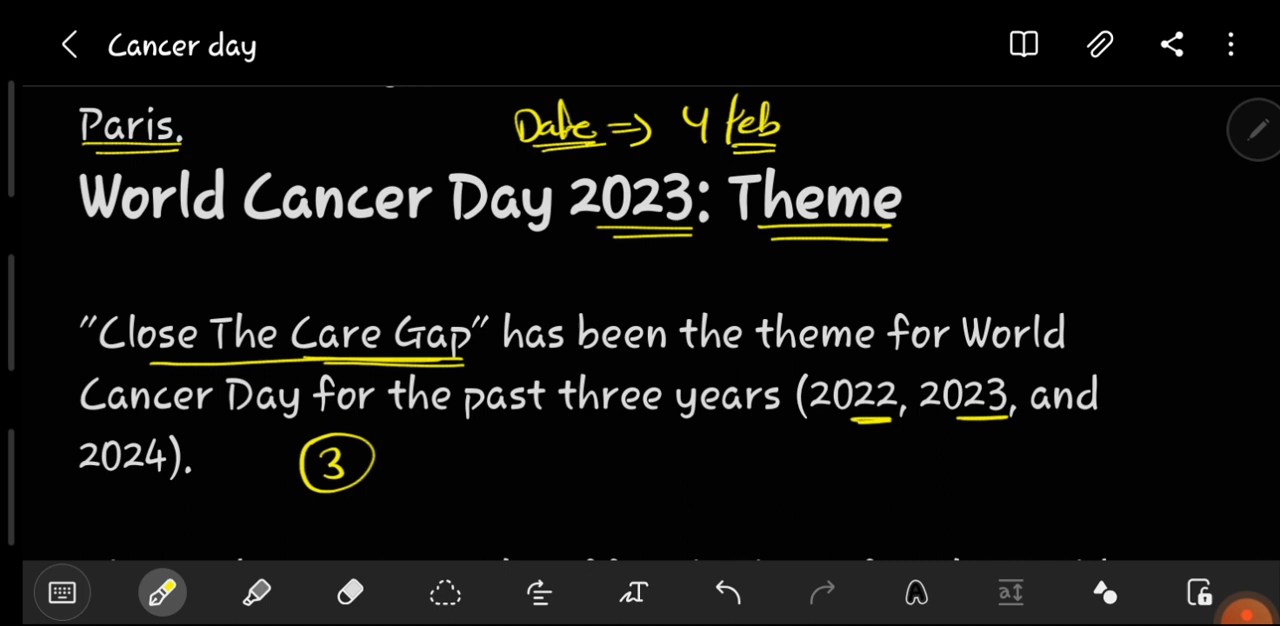 Cancer day
Paris.
Date => 4 Feb
World Cancer Day 2023: Theme
"Close The Care Gap" has been the theme for World
Cancer Day for the past three years (2022, 2023, and
2024).
3